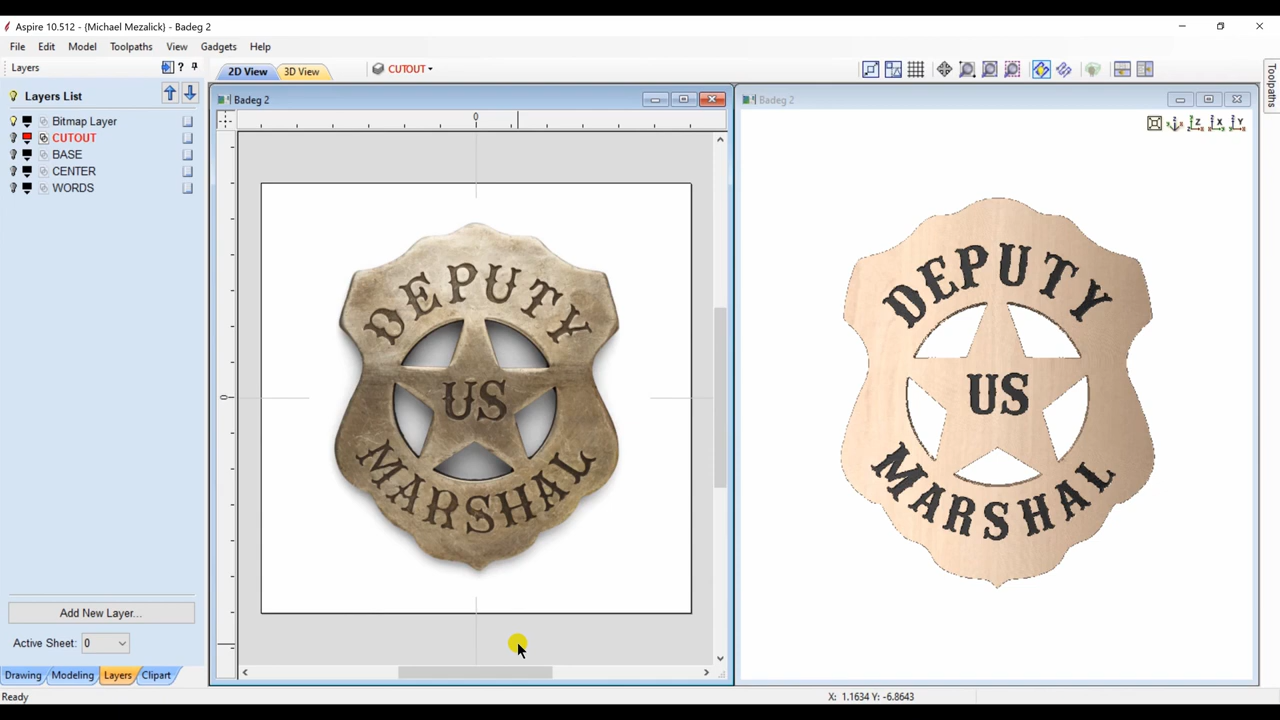 Aspire 10.512 - {Michael Mezalick} - Badeg 2
File Edit Model Toolpaths View Gadgets Help
Layers ?
2D View 3D View CUTOUT
Layers List
Bitmap Layer
CUTOUT
BASE
CENTER
WORDS
Add New Layer...
Active Sheet: 0
Drawing Modeling Layers Clipart
Badeg 2
0
0
DEPUTY
US
MARSHAL
Badeg 2
Z X Y
DEPUTY
US
MARSHAL
Toolpaths
Ready X: 1.1634 Y: -6.8643